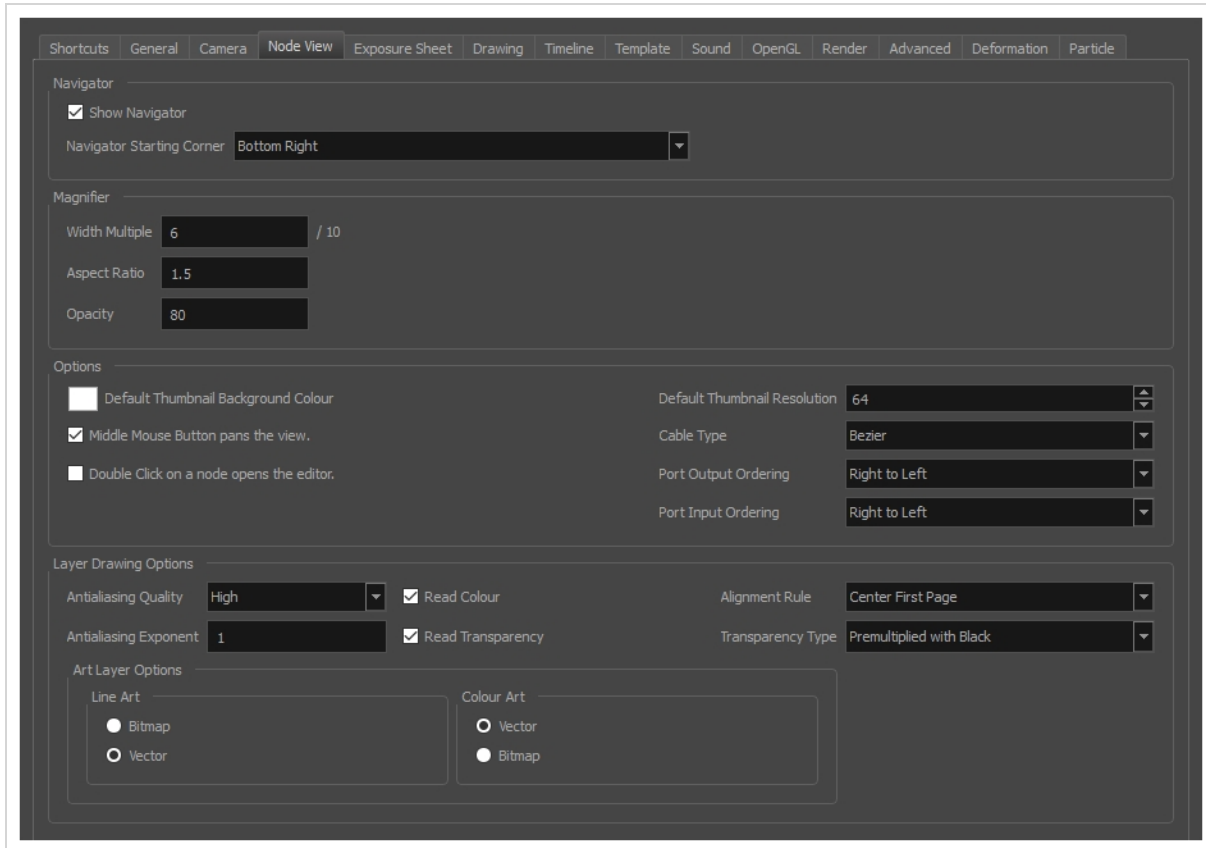 Shortcuts General Camera Node View Exposure Sheet Drawing Timeline Template Sound OpenGL Render Advanced Deformation Particle
Navigator
Show Navigator
Navigator Starting Corner Bottom Right
Magnifier
Width Multiple 6 / 10
Aspect Ratio 1.5
Opacity 80
Options
Default Thumbnail Background Colour Default Thumbnail Resolution 64
Middle Mouse Button pans the view. Cable Type Bezier
Double Click on a node opens the editor. Port Output Ordering Right to Left
Port Input Ordering Right to Left
Layer Drawing Options
Antialiasing Quality High Read Colour Alignment Rule Center First Page
Antialiasing Exponent 1 Read Transparency Transparency Type Premultiplied with Black
Art Layer Options
Line Art Colour Art
Bitmap Vector
Vector Bitmap